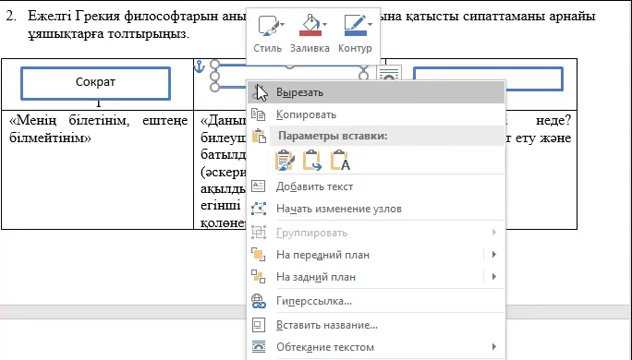 2. Ежелгі Грекия философтарын аны ына қатысты сипаттаманы арнайы
ұяшықтарға толтырыңыз.
Стиль Заливка Контур
Сократ
«Менің білетінім, ештеңе
білмейтінім»
«Даны неде?
билеуш т ету және
батылд
(әскери
ақылды
егінші
қолөне
Вырезать
Копировать
Параметры вставки:
Добавить текст
Начать изменение узлов
Группировать
На передний план
На задний план
Гиперссылка...
Вставить название...
Обтекание текстом